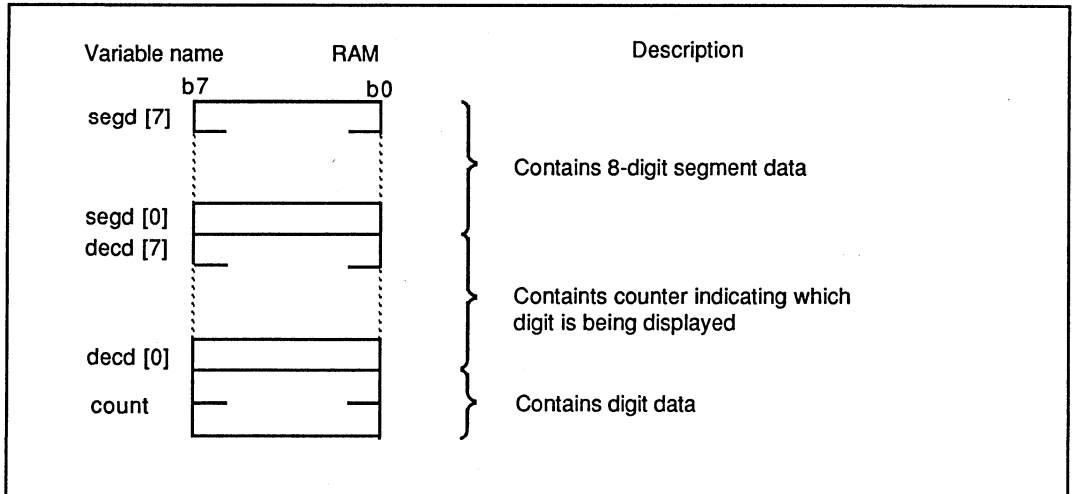 Variable name RAM Description
b7 b0
segd [7]
Contains 8-digit segment data
segd [0]
decd [7]
Containts counter indicating which
digit is being displayed
decd [0]
count Contains digit data